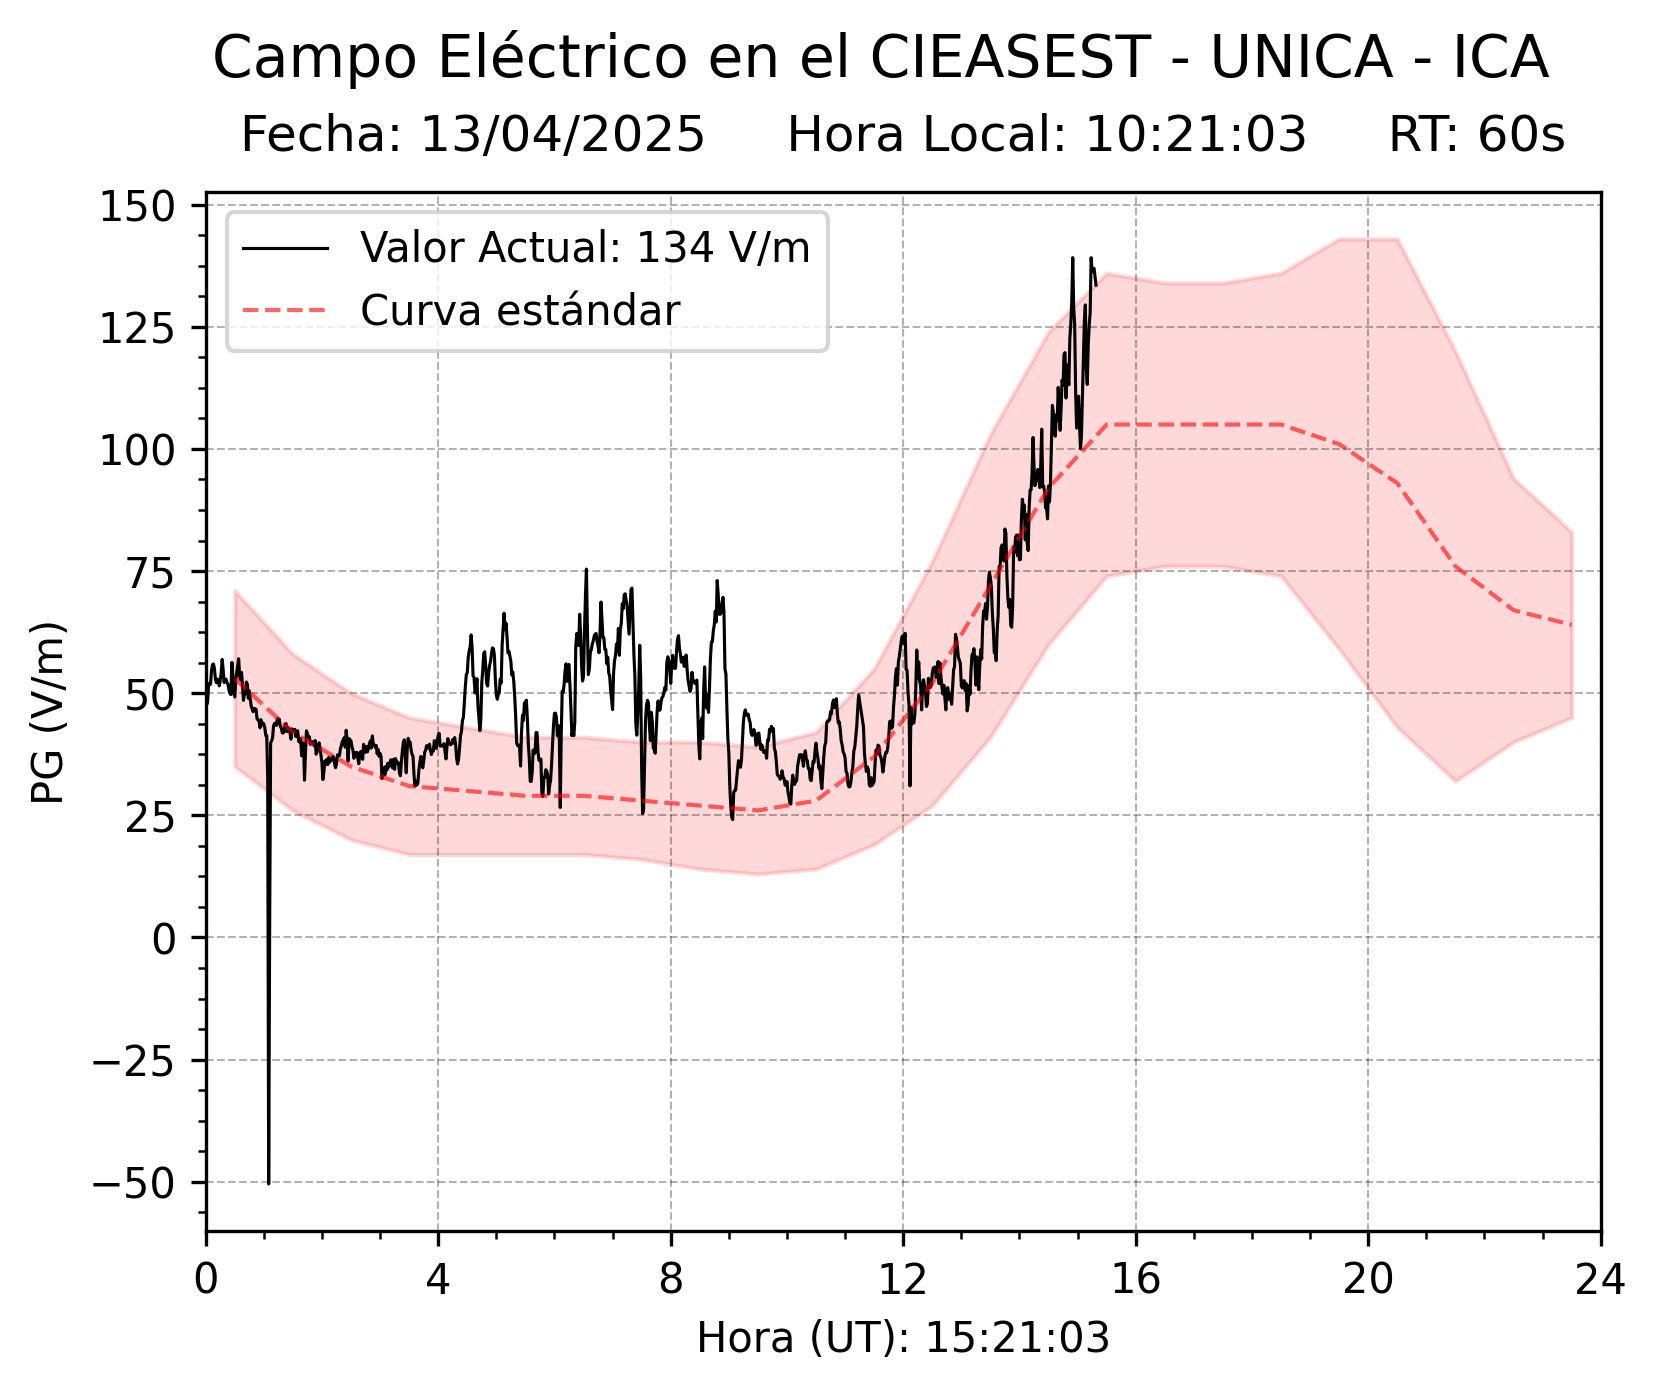 Campo Eléctrico en el CIEASEST - UNICA - ICA
Fecha: 13/04/2025 Hora Local: 10:21:03 RT: 60s
Valor Actual: 134 V/m
Curva estándar
PG (V/m)
150
125
100
75
50
25
0
−25
−50
0 4 8 12 16 20 24
Hora (UT): 15:21:03